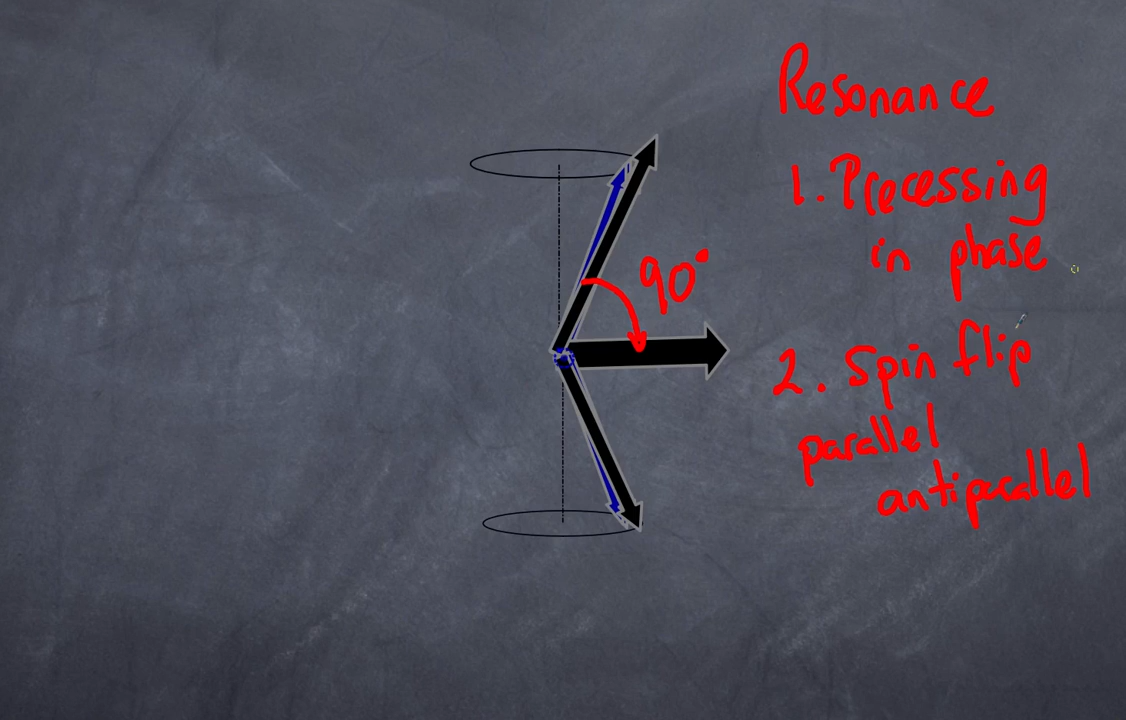 Resonance
1. Precessing
in phase
90°
2. Spin flip
parallel
antiparallel